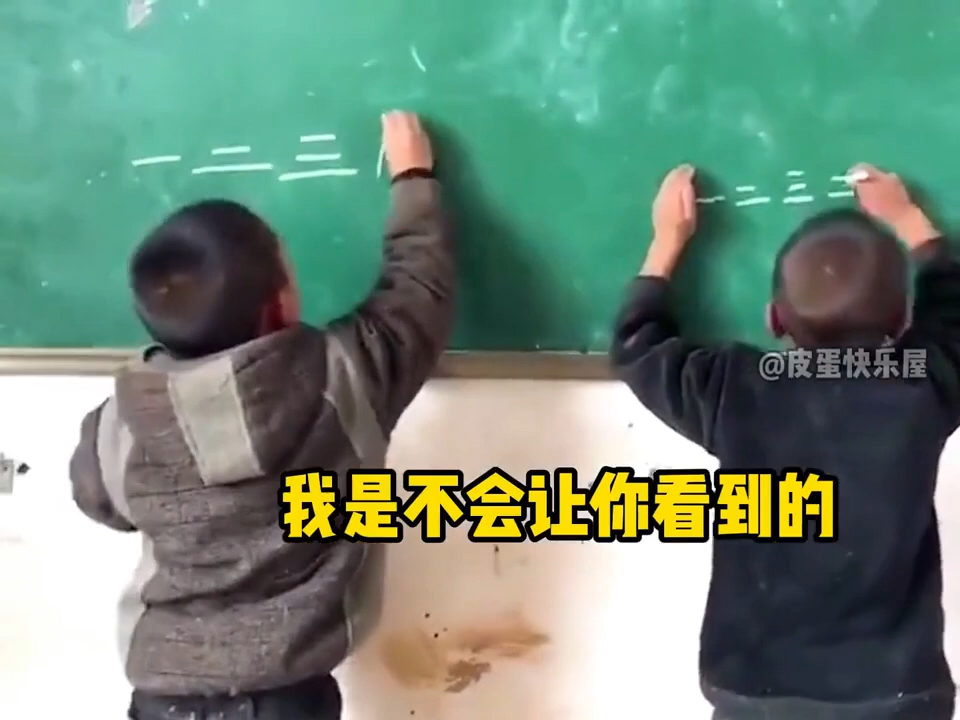 一二三
一二三二
@皮蛋快乐屋
我是不会让你看到的